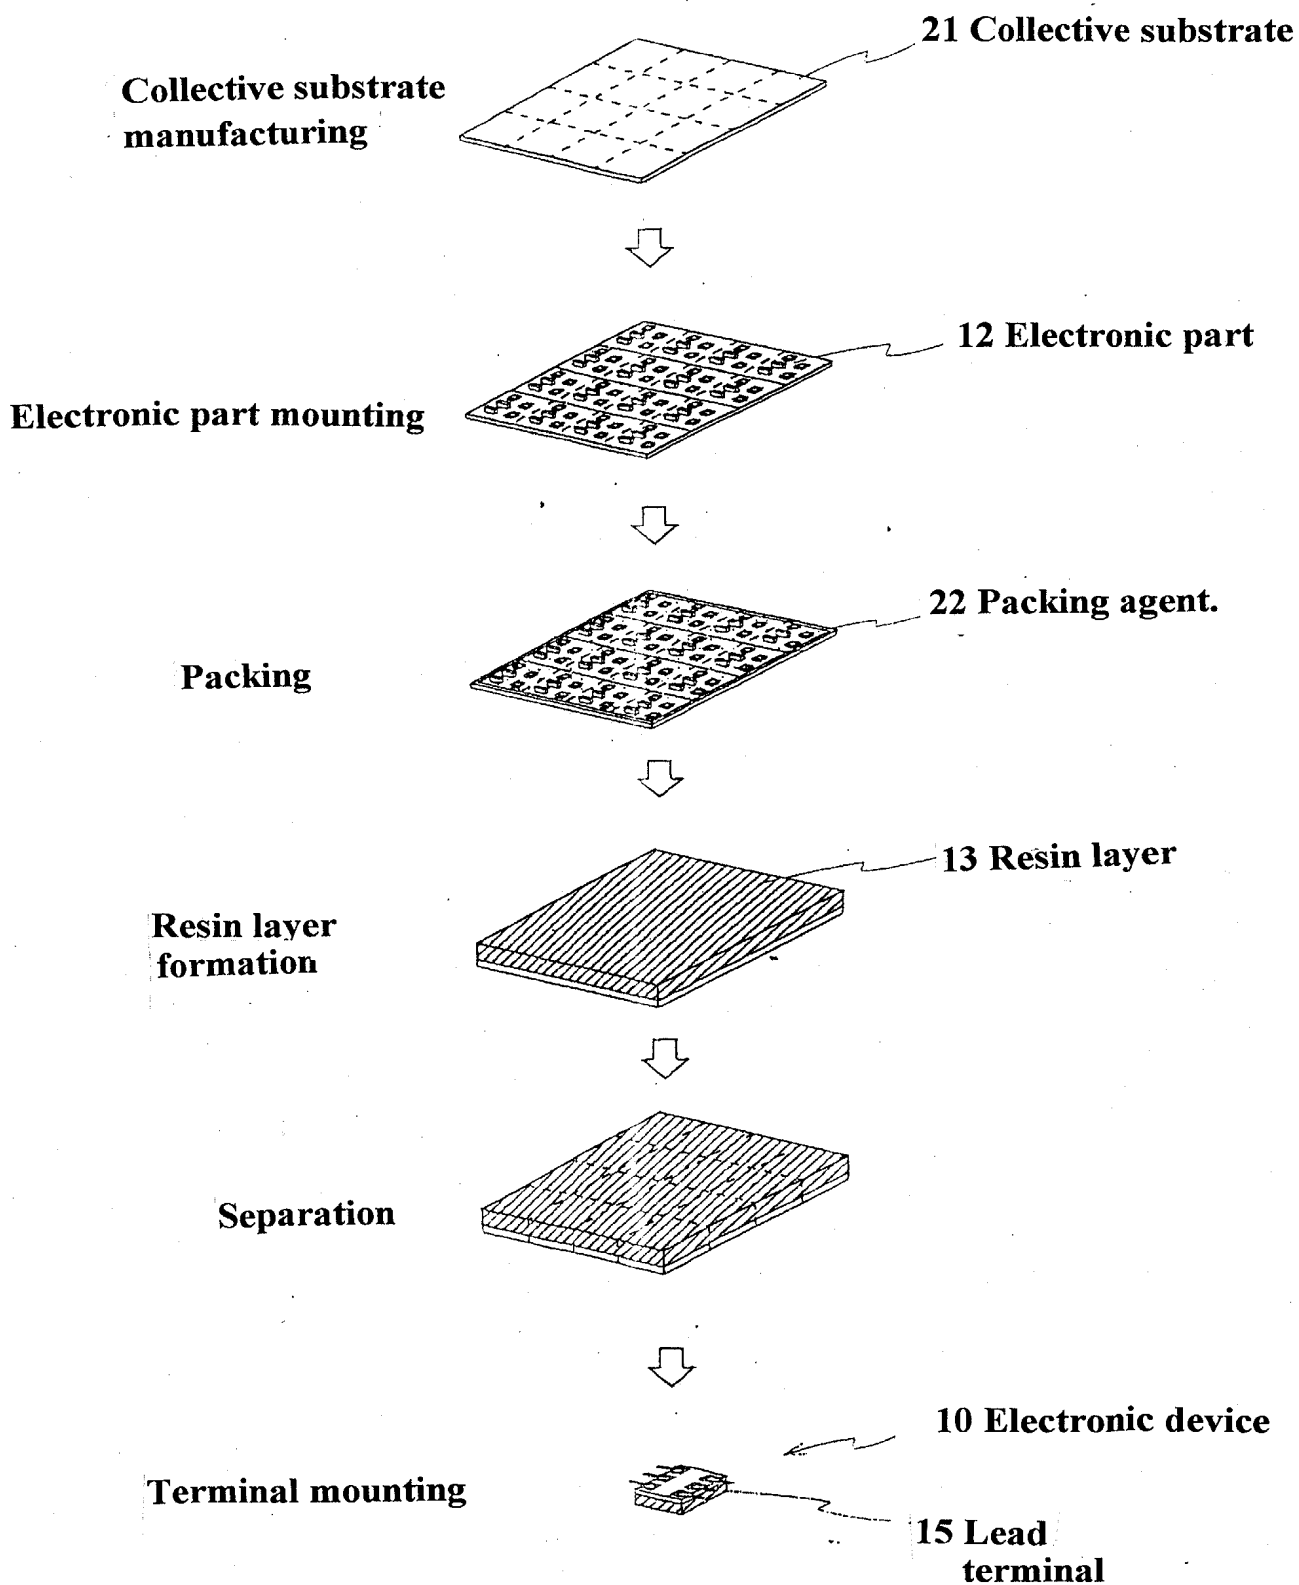 21 Collective substrate
Collective substrate
manufacturing
12 Electronic part
Electronic part mounting
22 Packing agent.
Packing
13 Resin layer
Resin layer
formation
Separation
10 Electronic device
Terminal mounting
15 Lead
terminal